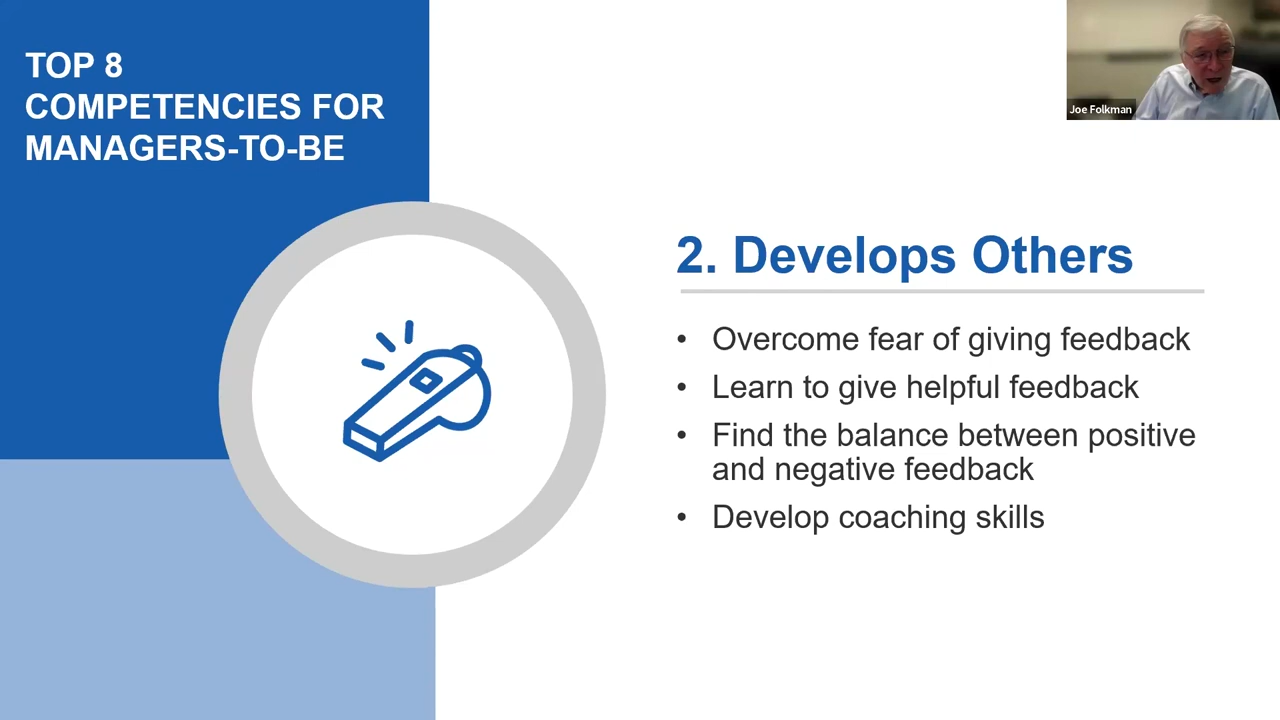 TOP 8
COMPETENCIES FOR
MANAGERS-TO-BE
Joe Folkman
2. Develops Others
• Overcome fear of giving feedback
• Learn to give helpful feedback
• Find the balance between positive
and negative feedback
• Develop coaching skills